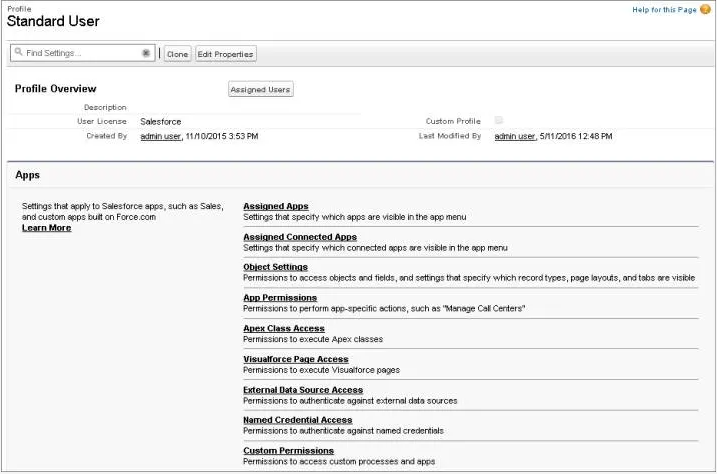 Profile
Standard User
Help for this Page
Find Settings...
Clone
Edit Properties
Profile Overview
Assigned Users
Description
User License Salesforce
Custom Profile
Created By admin user, 11/10/2015 3:53 PM
Last Modified By admin user, 5/11/2016 12:48 PM
Apps
Settings that apply to Salesforce apps, such as Sales,
and custom apps built on Force.com
Learn More
Assigned Apps
Settings that specify which apps are visible in the app menu
Assigned Connected Apps
Settings that specify which connected apps are visible in the app menu
Object Settings
Permissions to access objects and fields, and settings that specify which record types, page layouts, and tabs are visible
App Permissions
Permissions to perform app-specific actions, such as "Manage Call Centers"
Apex Class Access
Permissions to execute Apex classes
Visualforce Page Access
Permissions to execute Visualforce pages
External Data Source Access
Permissions to authenticate against external data sources
Named Credential Access
Permissions to authenticate against named credentials
Custom Permissions
Permissions to access custom processes and apps